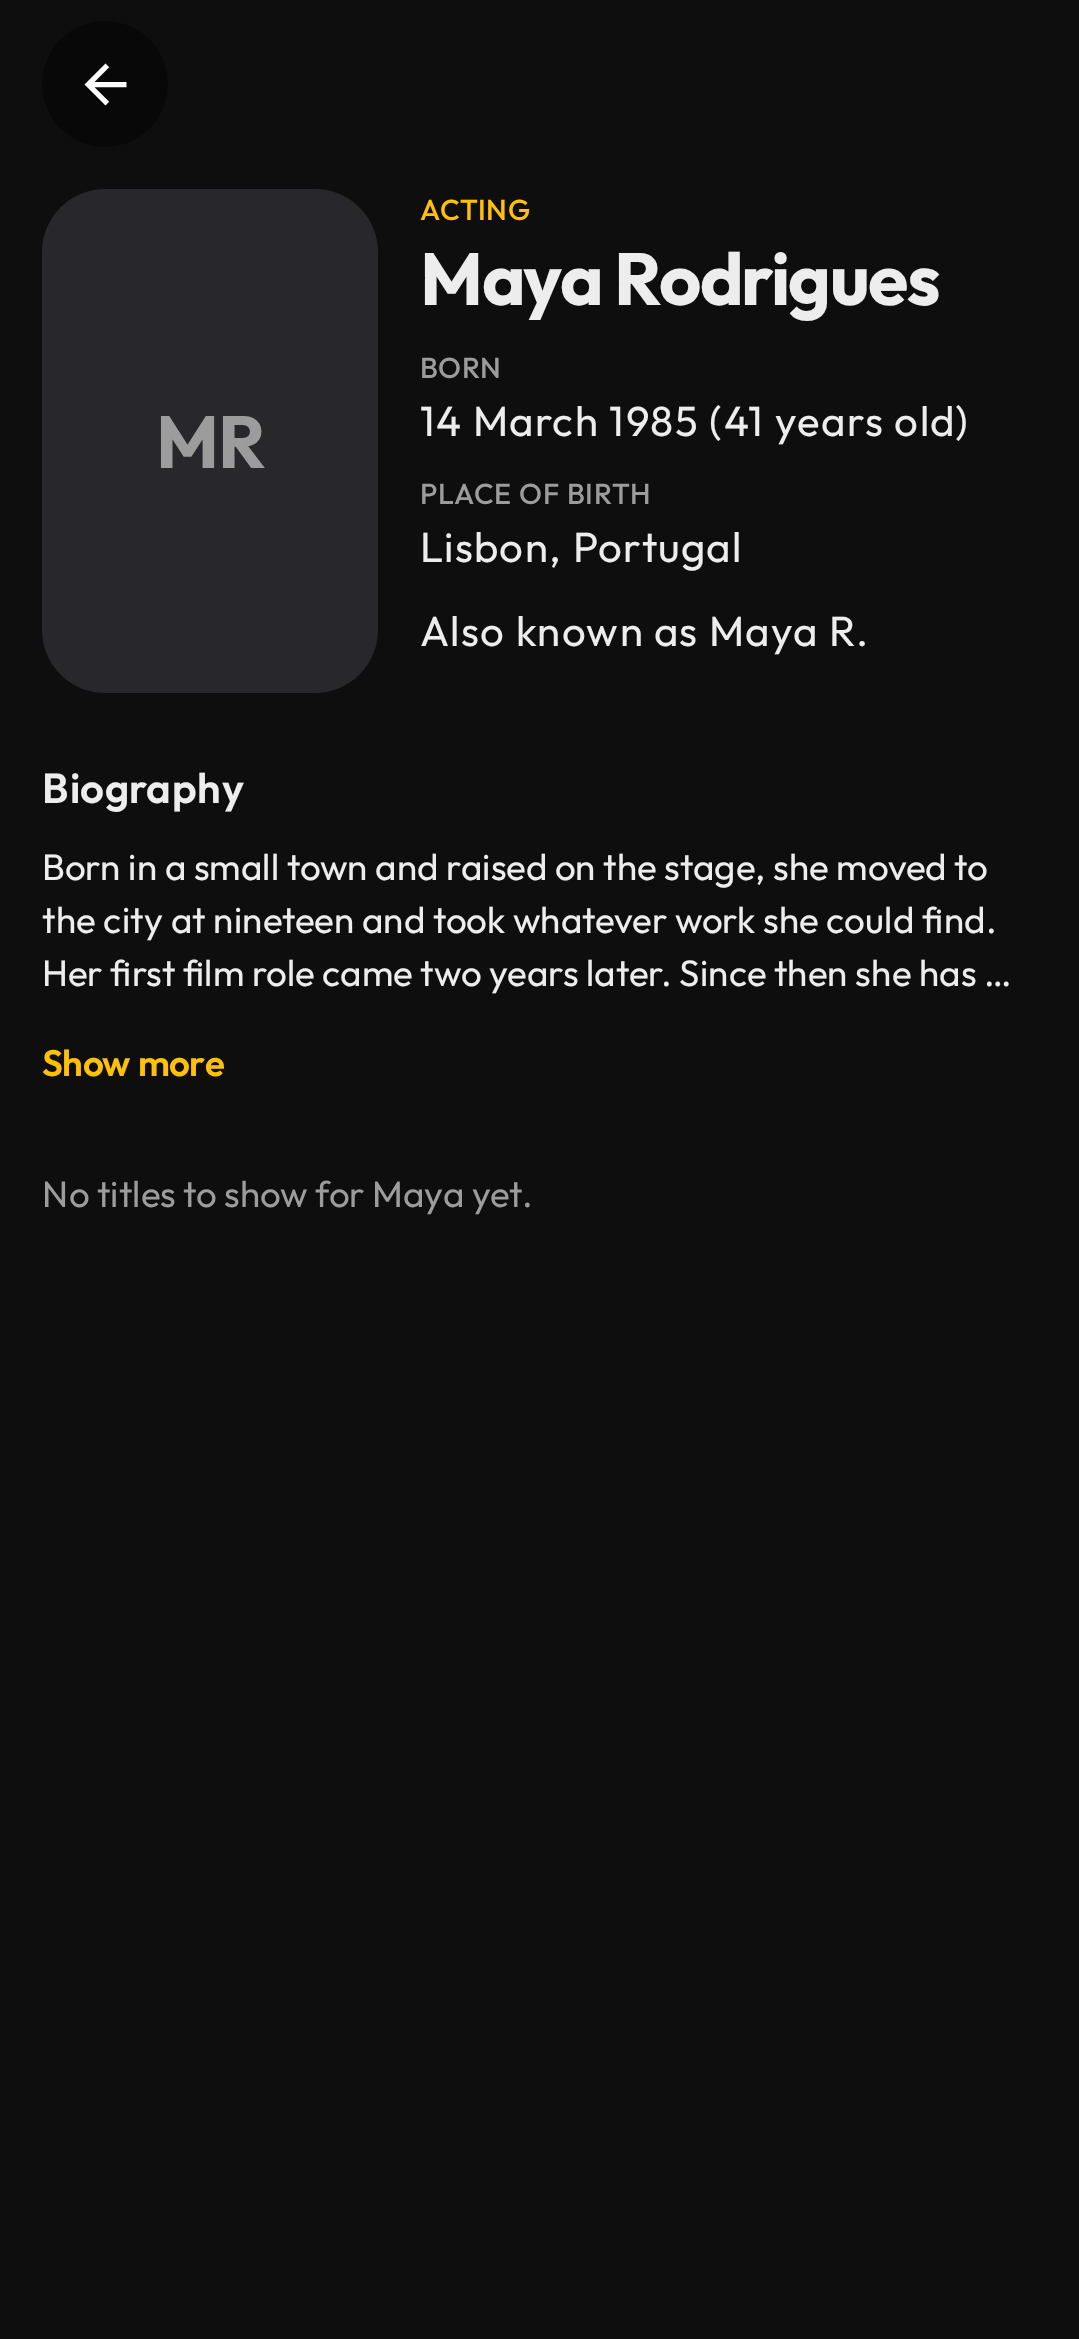 ACTING
Maya Rodrigues
MR
BORN
14 March 1985 (41 years old)
PLACE OF BIRTH
Lisbon, Portugal
Also known as Maya R.
Biography
Born in a small town and raised on the stage, she moved to
the city at nineteen and took whatever work she could find.
Her first film role came two years later. Since then she has ...
Show more
No titles to show for Maya yet.